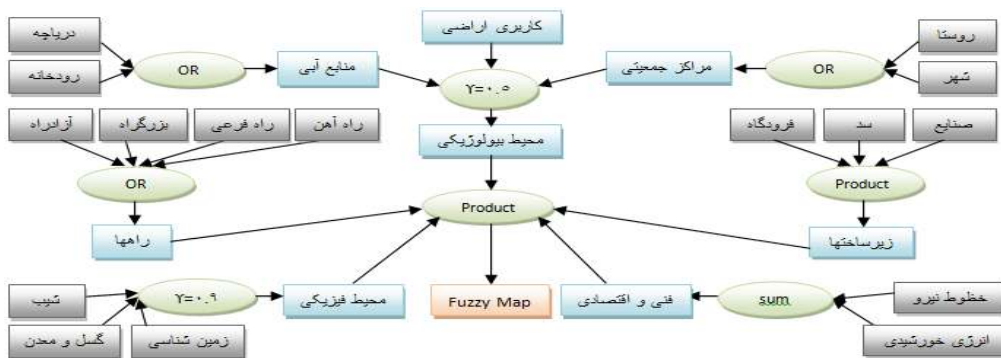 کاربری اراضی
دریاچه
روستا
OR
منابع آبی
مراکز جمعیتی
OR
رودخانه
شهر
γ=۰.۵
آزادراه
بزرگراه
راه فرعی
راه آهن
فرودگاه
سد
صنایع
محیط بیولوژیکی
OR
Product
Product
راهها
زیرساختها
شیب
γ=۰.۹
محیط فیزیکی
Fuzzy Map
فنی و اقتصادی
sum
خظوط نیرو
گسل و معدن
زمین شناسی
انرژی خورشیدی